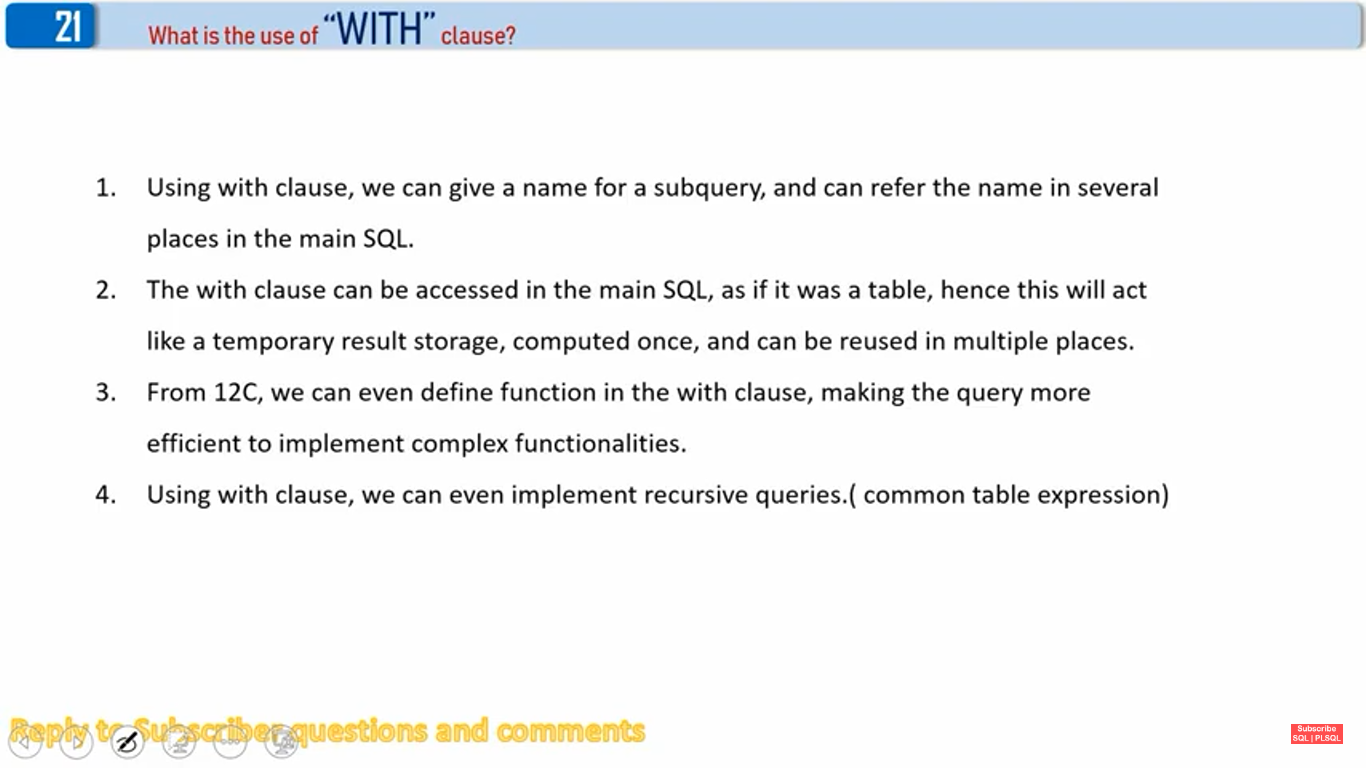 21
What is the use of “WITH” clause?
1. Using with clause, we can give a name for a subquery, and can refer the name in several
places in the main SQL.
2. The with clause can be accessed in the main SQL, as if it was a table, hence this will act
like a temporary result storage, computed once, and can be reused in multiple places.
3. From 12C, we can even define function in the with clause, making the query more
efficient to implement complex functionalities.
4. Using with clause, we can even implement recursive queries.( common table expression)
Reply to Subscriber questions and comments
Subscribe
SQL | PLSQL